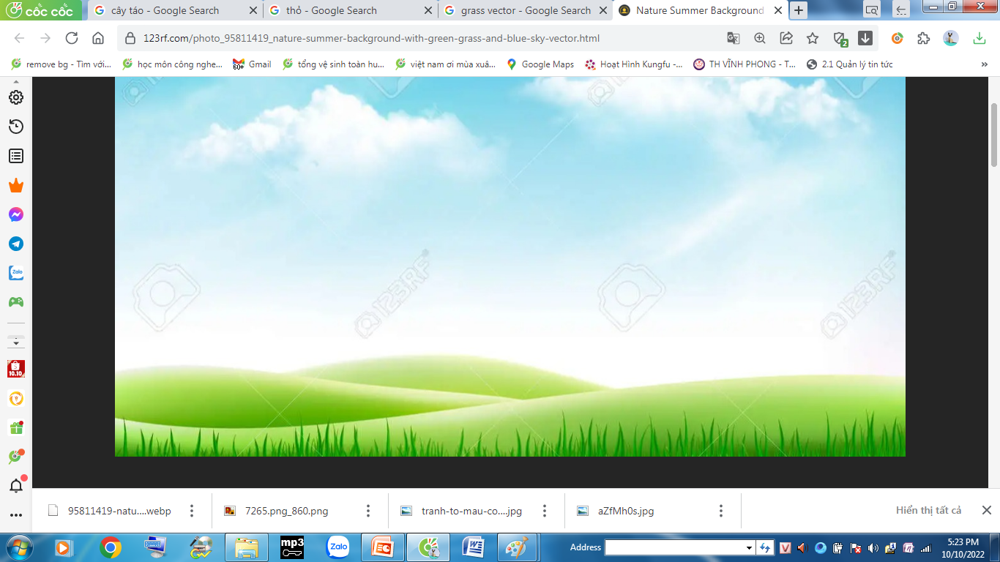 cốc cốc
cây táo - Google Search
thỏ - Google Search
grass vector - Google Search
Nature Summer Background
123rf.com/photo_95811419_nature-summer-background-with-green-grass-and-blue-sky-vector.html
2
remove bg - Tìm với...
học môn công nghe...
60+
Gmail
tổng vệ sinh toàn hu...
việt nam ơi mùa xuâ...
Google Maps
Hoạt Hình Kungfu -...
TH VĨNH PHONG - T...
2.1 Quản lý tin tức
»
Zalo
10.10
123RF
123RF
95811419-natu....webp
7265.png_860.png
tranh-to-mau-co....jpg
aZfMh0s.jpg
Hiển thị tất cả
mp3
Zalo
Address
5:23 PM
10/10/2022